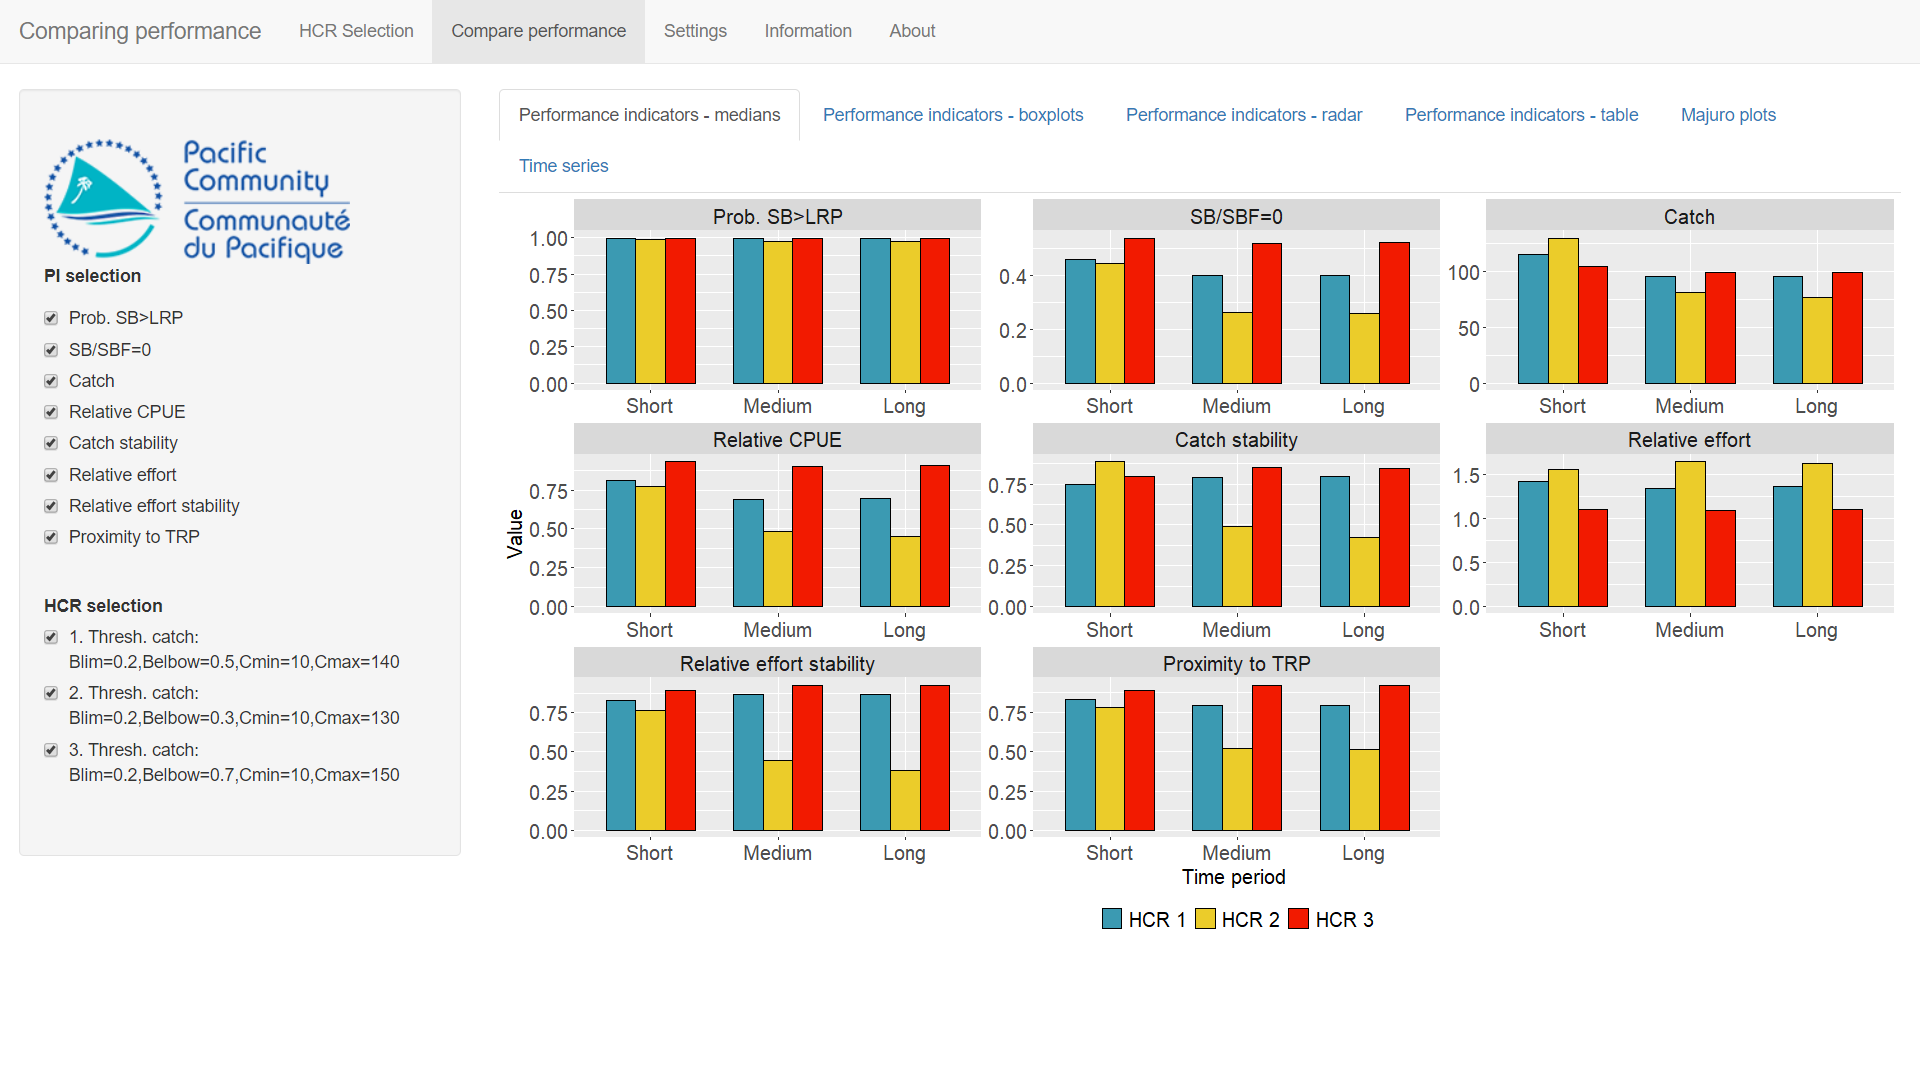 Comparing performance
HCR Selection
Compare performance
Settings
Information
About
Pacific
Community
Communauté
du Pacifique
PI selection
Prob. SB>LRP
SB/SBF=0
Catch
Relative CPUE
Catch stability
Relative effort
Relative effort stability
Proximity to TRP
HCR selection
1. Thresh. catch:
Blim=0.2,Belbow=0.5,Cmin=10,Cmax=140
2. Thresh. catch:
Blim=0.2,Belbow=0.3,Cmin=10,Cmax=130
3. Thresh. catch:
Blim=0.2,Belbow=0.7,Cmin=10,Cmax=150
Performance indicators - medians
Performance indicators - boxplots
Performance indicators - radar
Performance indicators - table
Majuro plots
Time series
Value
Prob. SB>LRP
1.00
0.75
0.50
0.25
0.00
Short Medium Long
SB/SBF=0
0.4
0.2
0.0
Short Medium Long
Catch
100
50
0
Short Medium Long
Relative CPUE
0.75
0.50
0.25
0.00
Short Medium Long
Catch stability
0.75
0.50
0.25
0.00
Short Medium Long
Relative effort
1.5
1.0
0.5
0.0
Short Medium Long
Relative effort stability
0.75
0.50
0.25
0.00
Short Medium Long
Proximity to TRP
0.75
0.50
0.25
0.00
Short Medium Long
Time period
HCR 1 HCR 2 HCR 3